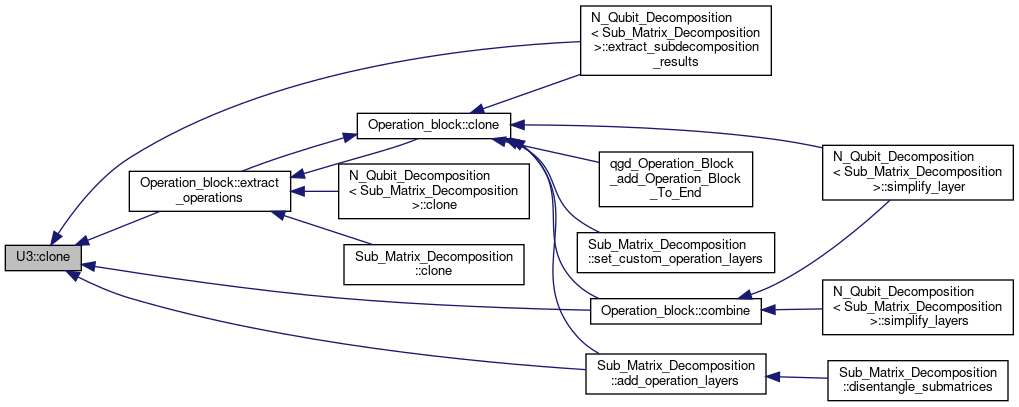 N_Qubit_Decomposition
< Sub_Matrix_Decomposition
>::extract_subdecomposition
_results
Operation_block::clone
N_Qubit_Decomposition
< Sub_Matrix_Decomposition
>::simplify_layer
qgd_Operation_Block
_add_Operation_Block
_To_End
Operation_block::extract
_operations
N_Qubit_Decomposition
< Sub_Matrix_Decomposition
>::clone
U3::clone
Sub_Matrix_Decomposition
::clone
Sub_Matrix_Decomposition
::set_custom_operation_layers
Operation_block::combine
N_Qubit_Decomposition
< Sub_Matrix_Decomposition
>::simplify_layers
Sub_Matrix_Decomposition
::add_operation_layers
Sub_Matrix_Decomposition
::disentangle_submatrices